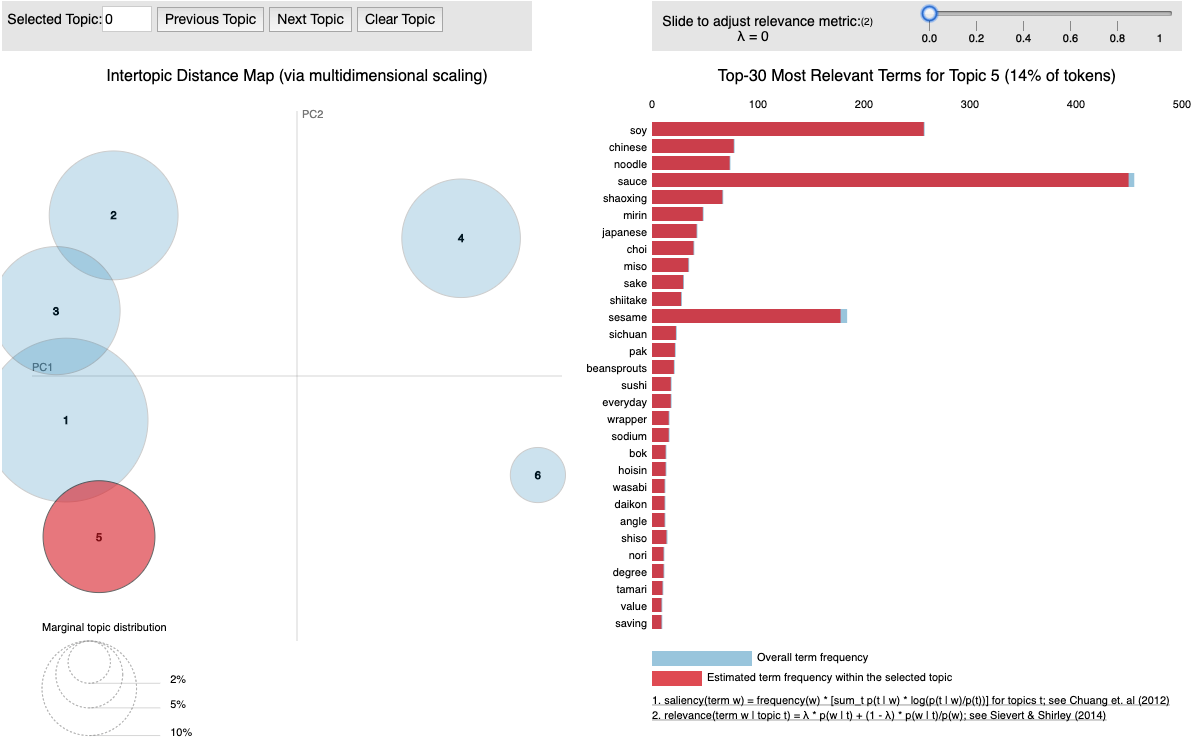 Selected Topic: 0 Previous Topic Next Topic Clear Topic
Slide to adjust relevance metric:(2)
λ = 0
0.0 0.2 0.4 0.6 0.8 1
Intertopic Distance Map (via multidimensional scaling)
PC2
2
4
3
PC1
1
6
5
Marginal topic distribution
2%
5%
10%
Top-30 Most Relevant Terms for Topic 5 (14% of tokens)
0 100 200 300 400 500
soy
chinese
noodle
sauce
shaoxing
mirin
japanese
choi
miso
sake
shiitake
sesame
sichuan
pak
beansprouts
sushi
everyday
wrapper
sodium
bok
hoisin
wasabi
daikon
angle
shiso
nori
degree
tamari
value
saving
Overall term frequency
Estimated term frequency within the selected topic
1. saliency(term w) = frequency(w) * [sum_t p(t | w) * log(p(t | w)/p(t))] for topics t; see Chuang et. al (2012)
2. relevance(term w | topic t) = λ * p(w | t) + (1 - λ) * p(w | t)/p(w); see Sievert & Shirley (2014)